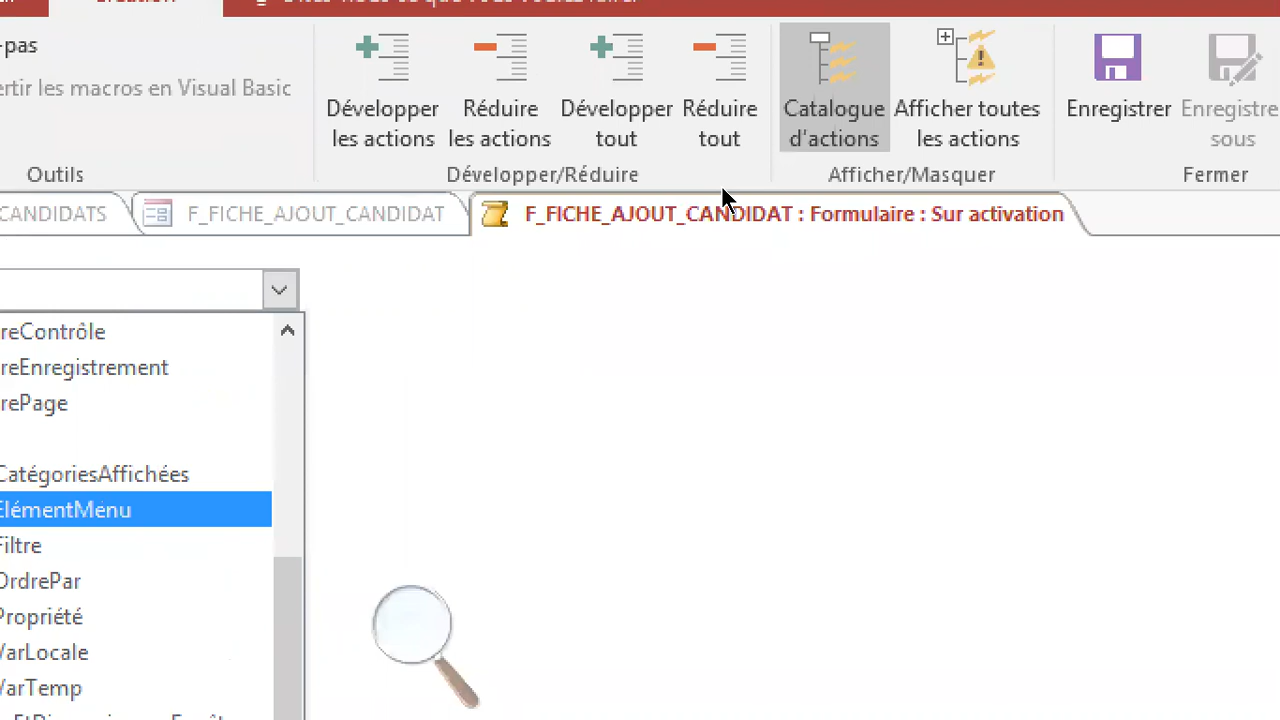 -pas
ertir les macros en Visual Basic
Développer les actions
Réduire les actions
Développer tout
Réduire tout
Catalogue d'actions
Afficher toutes les actions
Enregistrer
Enregistre sous
Outils
Développer/Réduire
Afficher/Masquer
Fermer
CANDIDATS
F_FICHE_AJOUT_CANDIDAT
F_FICHE_AJOUT_CANDIDAT : Formulaire : Sur activation
reContrôle
reEnregistrement
rePage
CatégoriesAffichées
ElémentMenu
Filtre
OrdrePar
Propriété
VarLocale
VarTemp